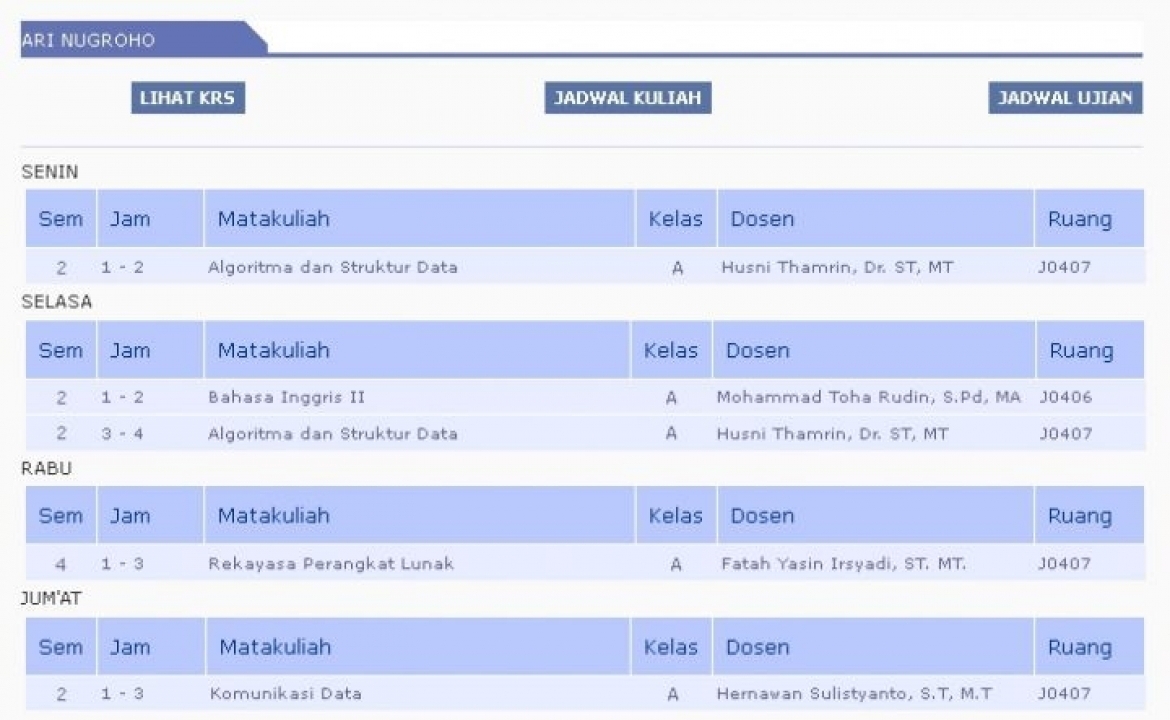 ARI NUGROHO
LIHAT KRS JADWAL KULIAH JADWAL UJIAN
SENIN
Sem Jam Matakuliah Kelas Dosen Ruang
2 1 - 2 Algoritma dan Struktur Data A Husni Thamrin, Dr. ST, MT J0407
SELASA
Sem Jam Matakuliah Kelas Dosen Ruang
2 1 - 2 Bahasa Inggris II A Mohammad Toha Rudin, S.Pd, MA J0406
2 3 - 4 Algoritma dan Struktur Data A Husni Thamrin, Dr. ST, MT J0407
RABU
Sem Jam Matakuliah Kelas Dosen Ruang
4 1 - 3 Rekayasa Perangkat Lunak A Fatah Yasin Irsyadi, ST. MT. J0407
JUM'AT
Sem Jam Matakuliah Kelas Dosen Ruang
2 1 - 3 Komunikasi Data A Hernawan Sulistyanto, S.T, M.T J0407